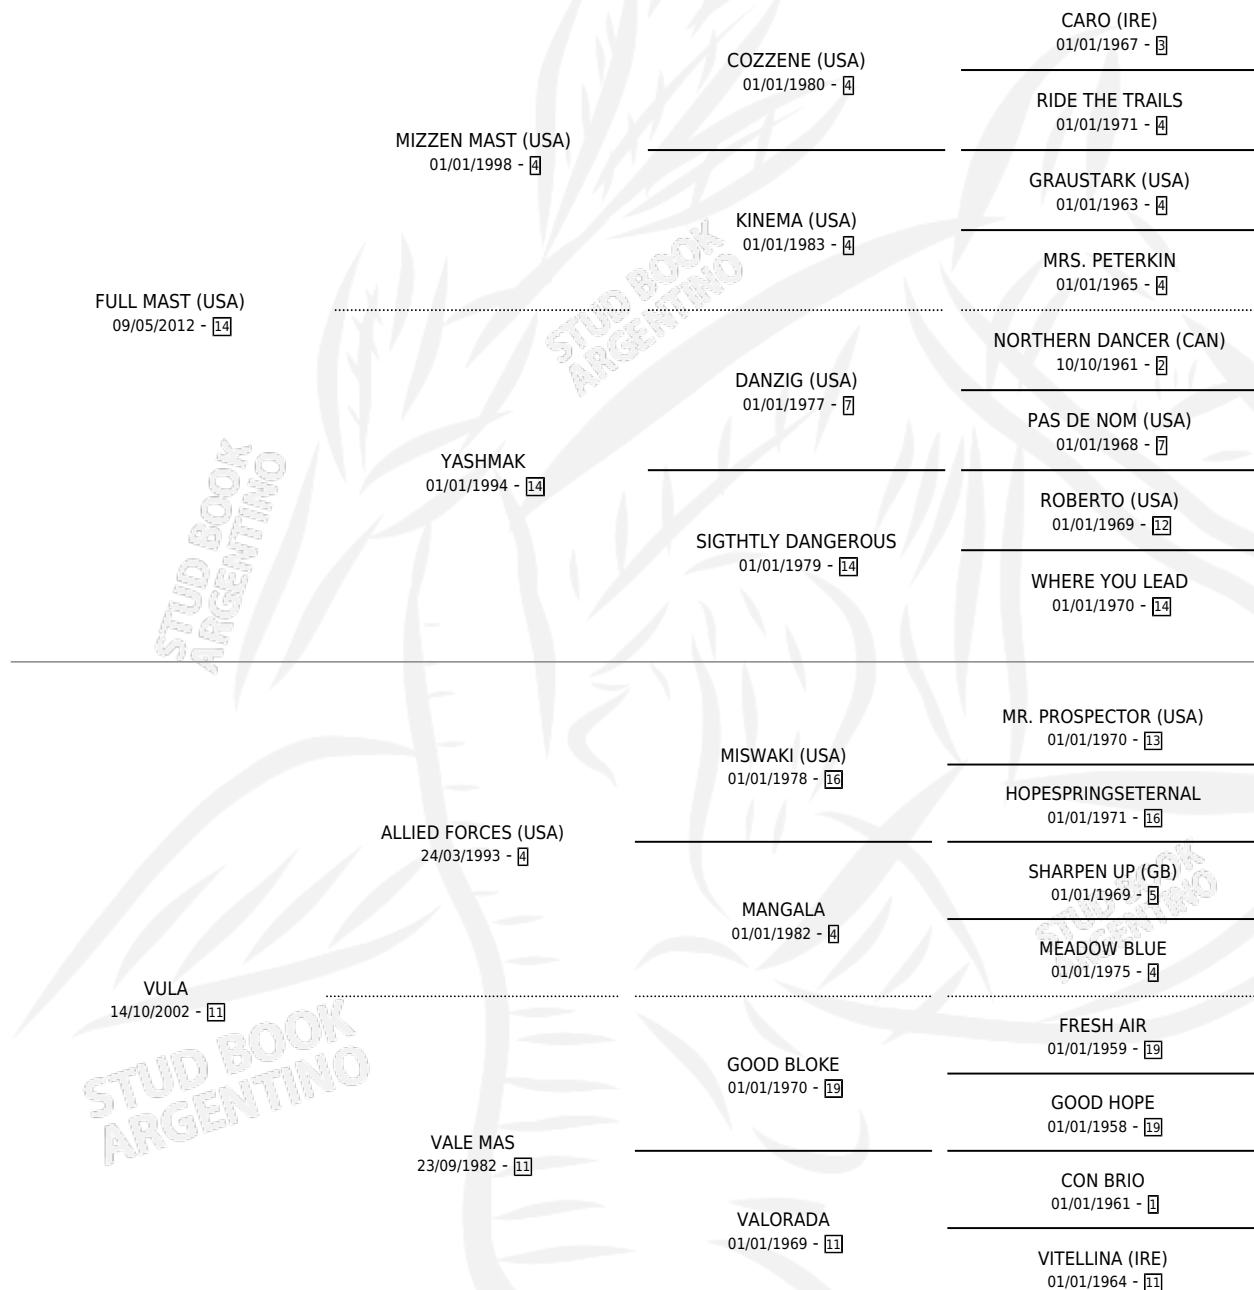 CARO (IRE)
01/01/1967 - 3
COZZENE (USA)
01/01/1980 - 4
RIDE THE TRAILS
01/01/1971 - 4
MIZZEN MAST (USA)
01/01/1998 - 4
GRAUSTARK (USA)
01/01/1963 - 4
KINEMA (USA)
01/01/1983 - 4
MRS. PETERKIN
01/01/1965 - 4
FULL MAST (USA)
09/05/2012 - 14
NORTHERN DANCER (CAN)
10/10/1961 - 2
DANZIG (USA)
01/01/1977 - 7
PAS DE NOM (USA)
01/01/1968 - 7
YASHMAK
01/01/1994 - 14
ROBERTO (USA)
01/01/1969 - 12
SIGTHTLY DANGEROUS
01/01/1979 - 14
WHERE YOU LEAD
01/01/1970 - 14
MR. PROSPECTOR (USA)
01/01/1970 - 13
MISWAKI (USA)
01/01/1978 - 16
HOPESPRINGSETERNAL
01/01/1971 - 16
ALLIED FORCES (USA)
24/03/1993 - 4
SHARPEN UP (GB)
01/01/1969 - 5
MANGALA
01/01/1982 - 4
MEADOW BLUE
01/01/1975 - 4
VULA
14/10/2002 - 11
FRESH AIR
01/01/1959 - 19
GOOD BLOKE
01/01/1970 - 19
GOOD HOPE
01/01/1958 - 19
VALE MAS
23/09/1982 - 11
CON BRIO
01/01/1961 - 1
VALORADA
01/01/1969 - 11
VITELLINA (IRE)
01/01/1964 - 11
STUD BOOK
ARGENTINO
STUD BOOK
ARGENTINO
STUD BOOK
ARGENTINO
STUD BOOK
ARGENTINO